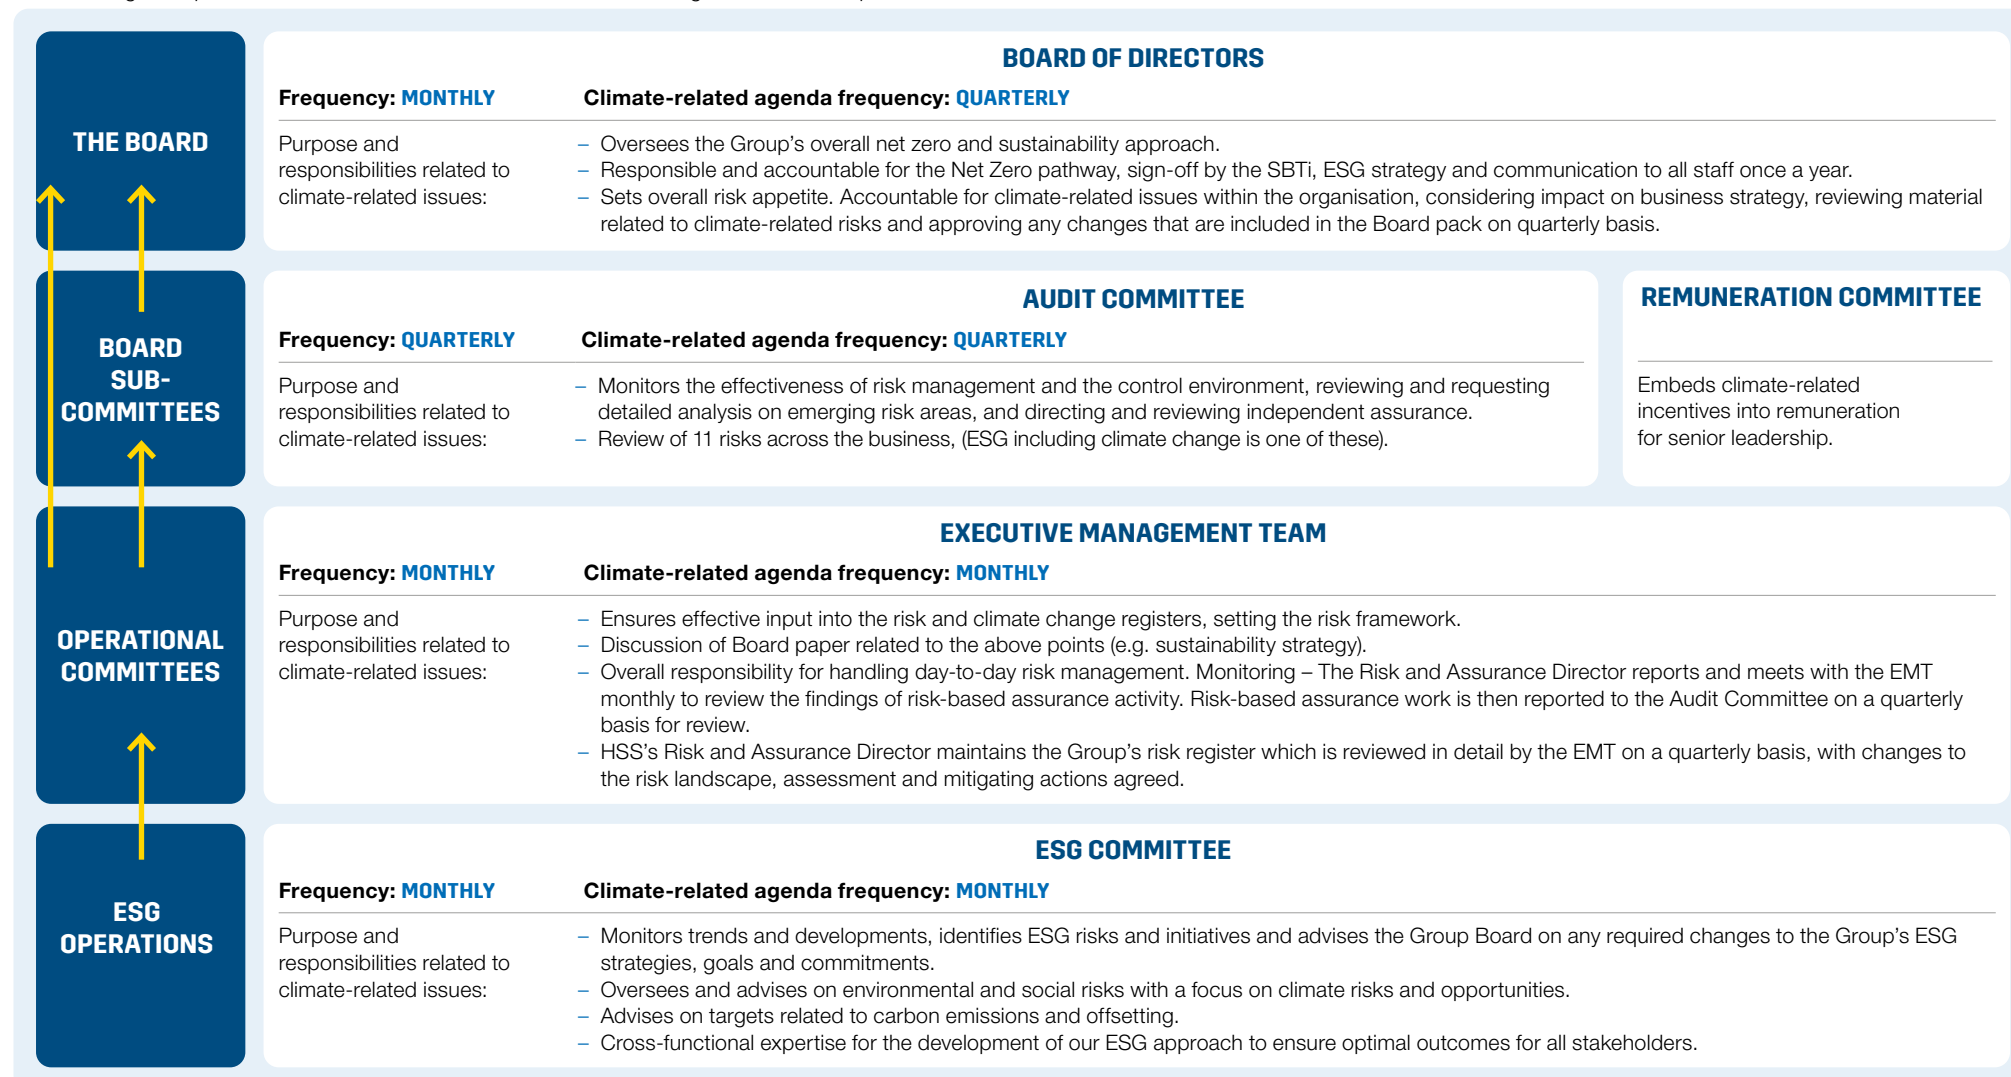 THE BOARD
BOARD OF DIRECTORS
Frequency: MONTHLY
Climate-related agenda frequency: QUARTERLY
Purpose and
responsibilities related to
climate-related issues:
– Oversees the Group's overall net zero and sustainability approach.
– Responsible and accountable for the Net Zero pathway, sign-off by the SBTi, ESG strategy and communication to all staff once a year.
– Sets overall risk appetite. Accountable for climate-related issues within the organisation, considering impact on business strategy, reviewing material
related to climate-related risks and approving any changes that are included in the Board pack on quarterly basis.
BOARD
SUB-
COMMITTEES
AUDIT COMMITTEE
Frequency: QUARTERLY
Climate-related agenda frequency: QUARTERLY
Purpose and
responsibilities related to
climate-related issues:
– Monitors the effectiveness of risk management and the control environment, reviewing and requesting
detailed analysis on emerging risk areas, and directing and reviewing independent assurance.
– Review of 11 risks across the business, (ESG including climate change is one of these).
REMUNERATION COMMITTEE
Embeds climate-related
incentives into remuneration
for senior leadership.
OPERATIONAL
COMMITTEES
EXECUTIVE MANAGEMENT TEAM
Frequency: MONTHLY
Climate-related agenda frequency: MONTHLY
Purpose and
responsibilities related to
climate-related issues:
– Ensures effective input into the risk and climate change registers, setting the risk framework.
– Discussion of Board paper related to the above points (e.g. sustainability strategy).
– Overall responsibility for handling day-to-day risk management. Monitoring – The Risk and Assurance Director reports and meets with the EMT
monthly to review the findings of risk-based assurance activity. Risk-based assurance work is then reported to the Audit Committee on a quarterly
basis for review.
– HSS's Risk and Assurance Director maintains the Group's risk register which is reviewed in detail by the EMT on a quarterly basis, with changes to
the risk landscape, assessment and mitigating actions agreed.
ESG
OPERATIONS
ESG COMMITTEE
Frequency: MONTHLY
Climate-related agenda frequency: MONTHLY
Purpose and
responsibilities related to
climate-related issues:
– Monitors trends and developments, identifies ESG risks and initiatives and advises the Group Board on any required changes to the Group's ESG
strategies, goals and commitments.
– Oversees and advises on environmental and social risks with a focus on climate risks and opportunities.
– Advises on targets related to carbon emissions and offsetting.
– Cross-functional expertise for the development of our ESG approach to ensure optimal outcomes for all stakeholders.